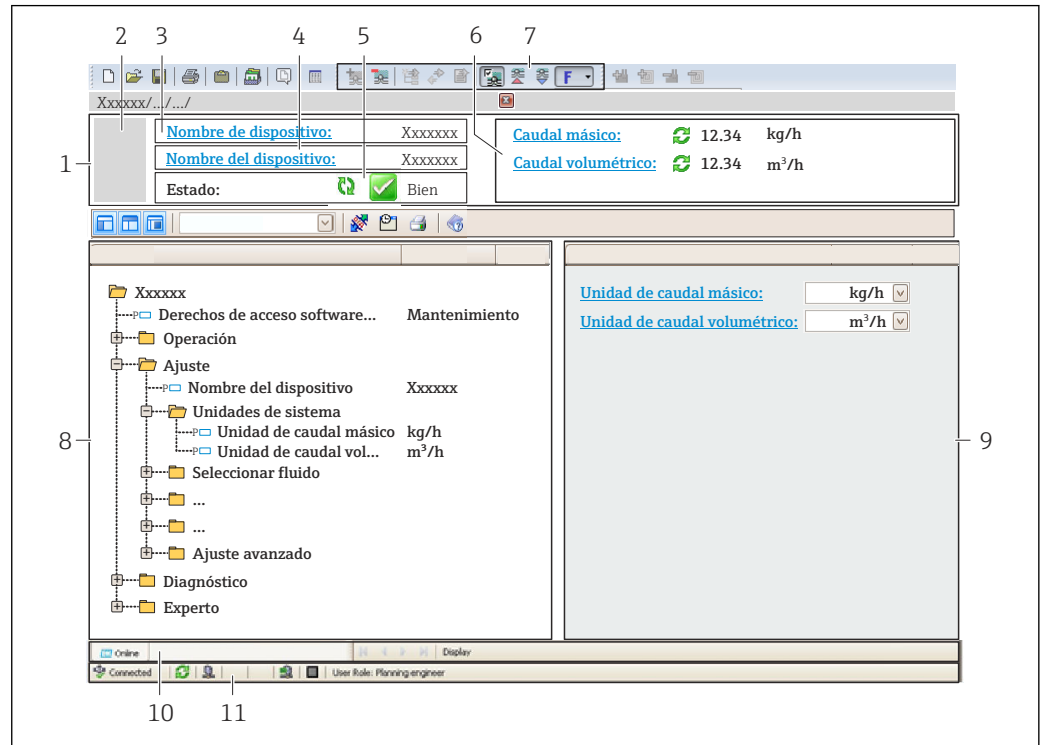 2 3 4 5 6 7
F
Xxxxxx/.../.../
1
Nombre de dispositivo: Xxxxxxx
Nombre del dispositivo: Xxxxxxx
Estado: Bien
Caudal másico: 12.34 kg/h
Caudal volumétrico: 12.34 m³/h
Xxxxxx
Derechos de acceso software... Mantenimiento
Operación
Ajuste
Nombre del dispositivo Xxxxxx
Unidades de sistema
Unidad de caudal másico kg/h
Unidad de caudal vol... m³/h
Seleccionar fluido
...
...
Ajuste avanzado
Diagnóstico
Experto
8
Unidad de caudal másico: kg/h
Unidad de caudal volumétrico: m³/h
9
Online Display
Connected User Role: Planning engineer
10 11